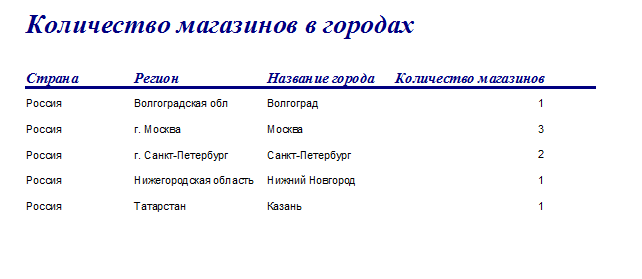 Количество магазинов в городах
Страна Регион Название города Количество магазинов
Россия Волгоградская обл Волгоград 1
Россия г. Москва Москва 3
Россия г. Санкт-Петербург Санкт-Петербург 2
Россия Нижегородская область Нижний Новгород 1
Россия Татарстан Казань 1